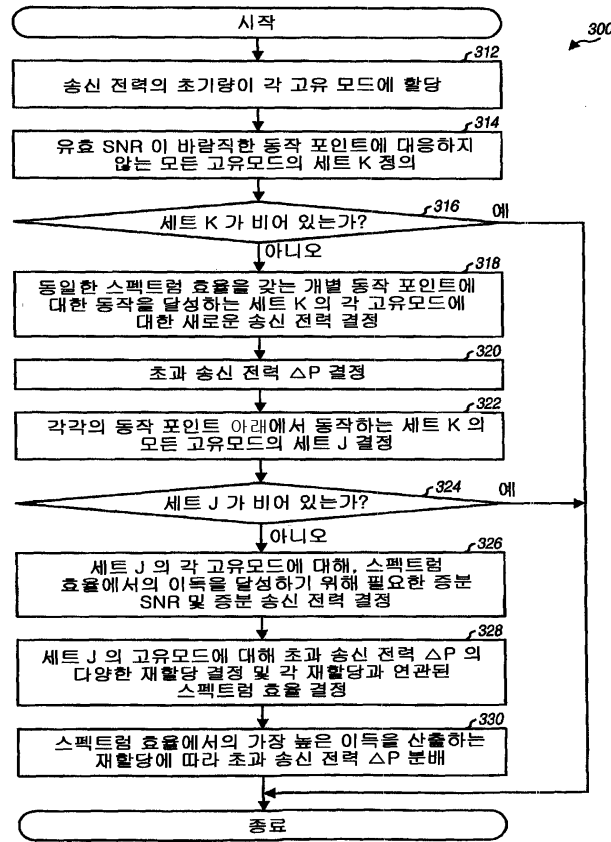 시작
300
312
송신 전력의 초기량이 각 고유 모드에 할당
314
유효 SNR 이 바람직한 동작 포인트에 대응하지
않는 모든 고유모드의 세트 K 정의
316
세트 K 가 비어 있는가?
예
아니오
318
동일한 스펙트럼 효율을 갖는 개별 동작 포인트에
대한 동작을 달성하는 세트 K 의 각 고유모드에
대한 새로운 송신 전력 결정
320
초과 송신 전력 △P 결정
322
각각의 동작 포인트 아래에서 동작하는 세트 K 의
모든 고유모드의 세트 J 결정
324
세트 J 가 비어 있는가?
예
아니오
326
세트 J 의 각 고유모드에 대해, 스펙트럼
효율에서의 이득을 달성하기 위해 필요한 증분
SNR 및 증분 송신 전력 결정
328
세트 J 의 고유모드에 대해 초과 송신 전력 △P 의
다양한 재할당 결정 및 각 재할당과 연관된
스펙트럼 효율 결정
330
스펙트럼 효율에서의 가장 높은 이득을 산출하는
재할당에 따라 초과 송신 전력 △P 분배
종료